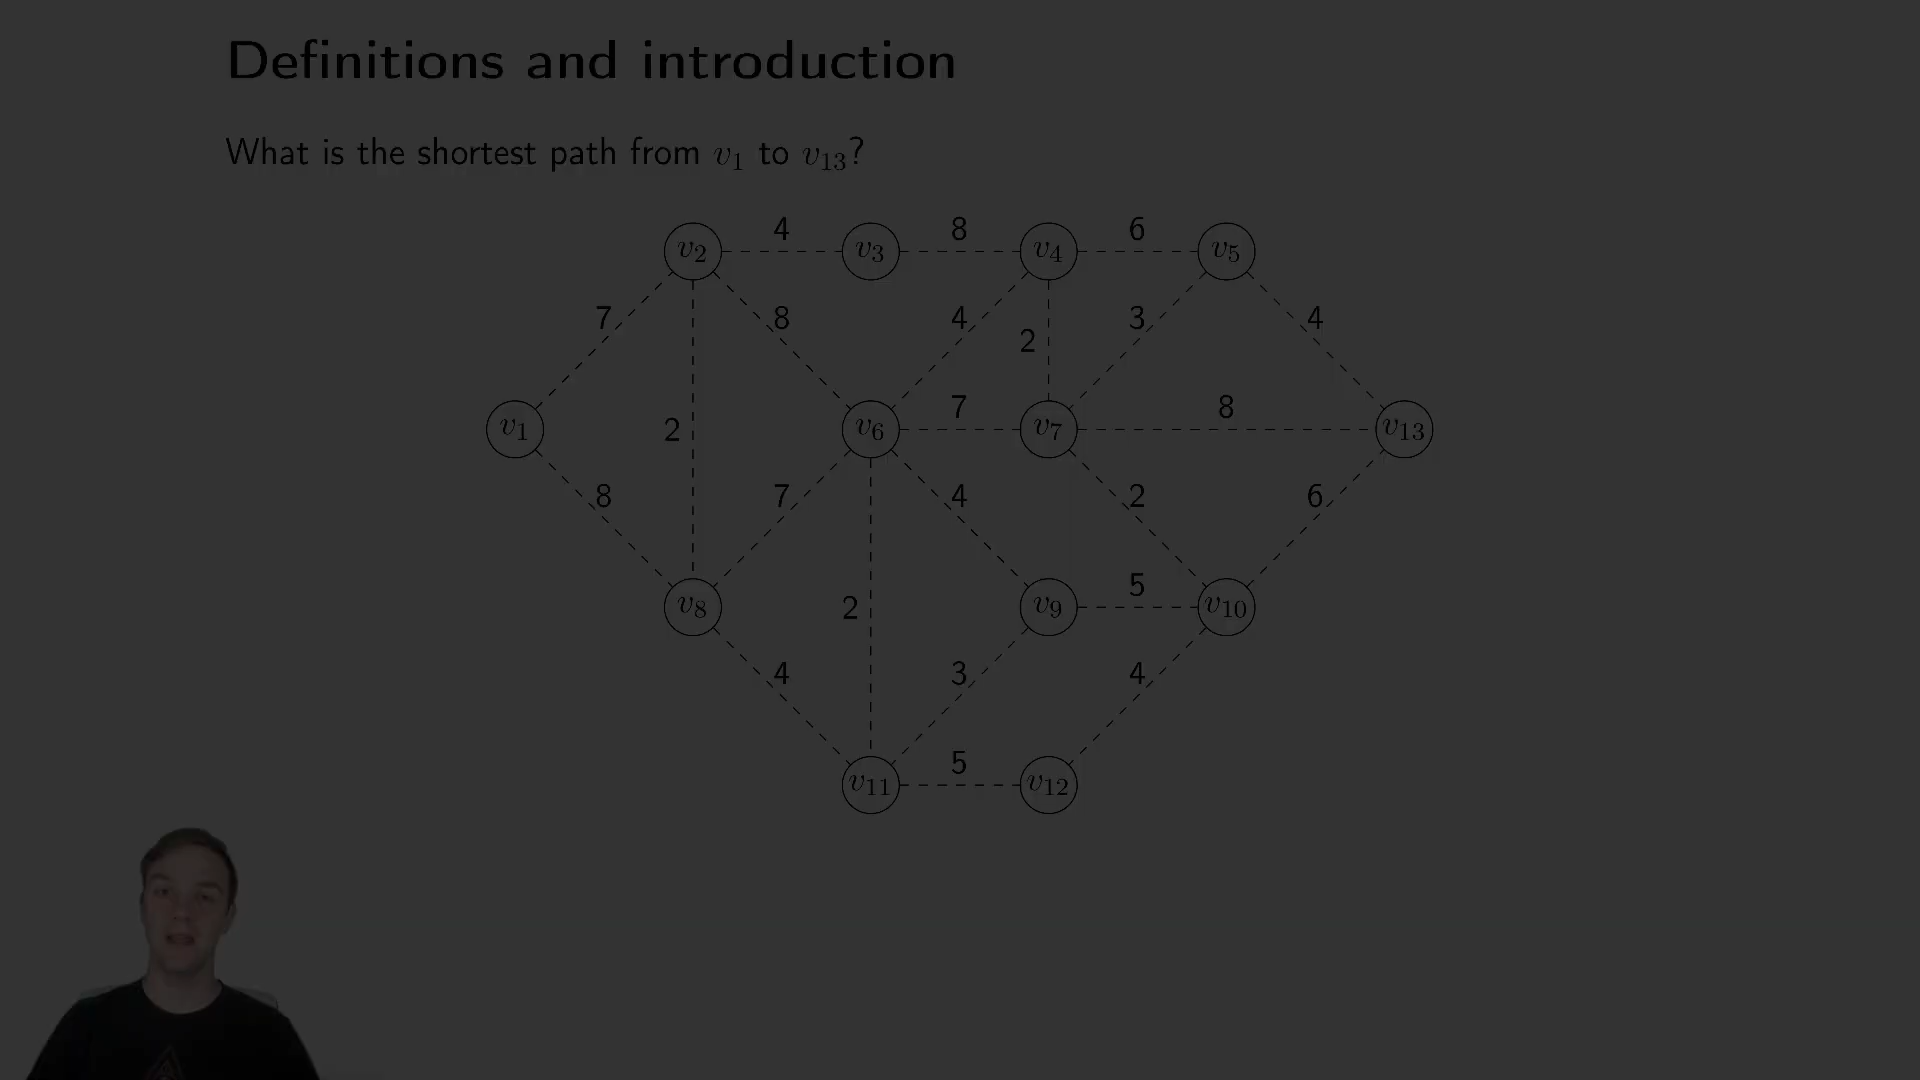 Definitions and introduction
What is the shortest path from v₁ to v₁₃?
4 8 6
v₂ v₃ v₄ v₅
7 8 4 2 3 4
7 8
v₁ 2 v₆ v₇ v₁₃
8 7 4 2 6
5
v₈ 2 v₉ v₁₀
4 3 4
5
v₁₁ v₁₂